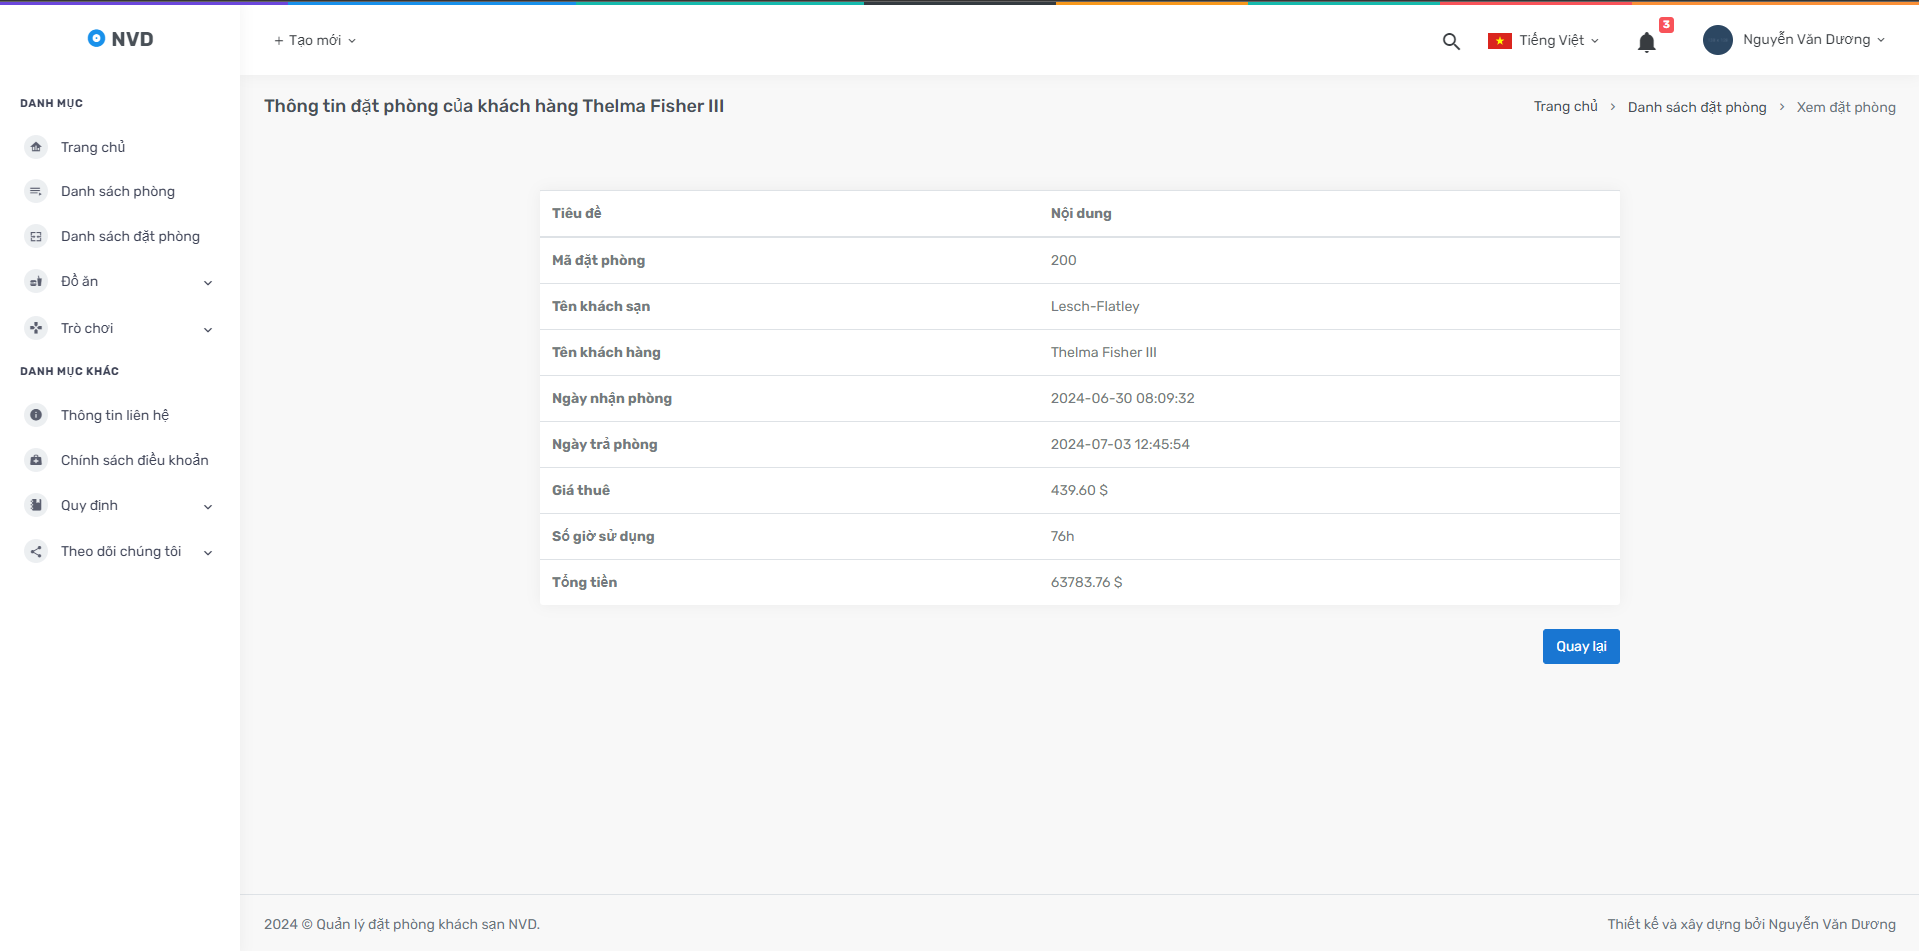 NVD
+ Tạo mới
Tiếng Việt
3
Nguyễn Văn Dương
DANH MỤC
Trang chủ
Danh sách phòng
Danh sách đặt phòng
Đồ ăn
Trò chơi
DANH MỤC KHÁC
Thông tin liên hệ
Chính sách điều khoản
Quy định
Theo dõi chúng tôi
Thông tin đặt phòng của khách hàng Thelma Fisher III
Trang chủ > Danh sách đặt phòng > Xem đặt phòng
Tiêu đề Nội dung
Mã đặt phòng 200
Tên khách sạn Lesch-Flatley
Tên khách hàng Thelma Fisher III
Ngày nhận phòng 2024-06-30 08:09:32
Ngày trả phòng 2024-07-03 12:45:54
Giá thuê 439.60 $
Số giờ sử dụng 76h
Tổng tiền 63783.76 $
Quay lại
2024 © Quản lý đặt phòng khách sạn NVD.
Thiết kế và xây dựng bởi Nguyễn Văn Dương